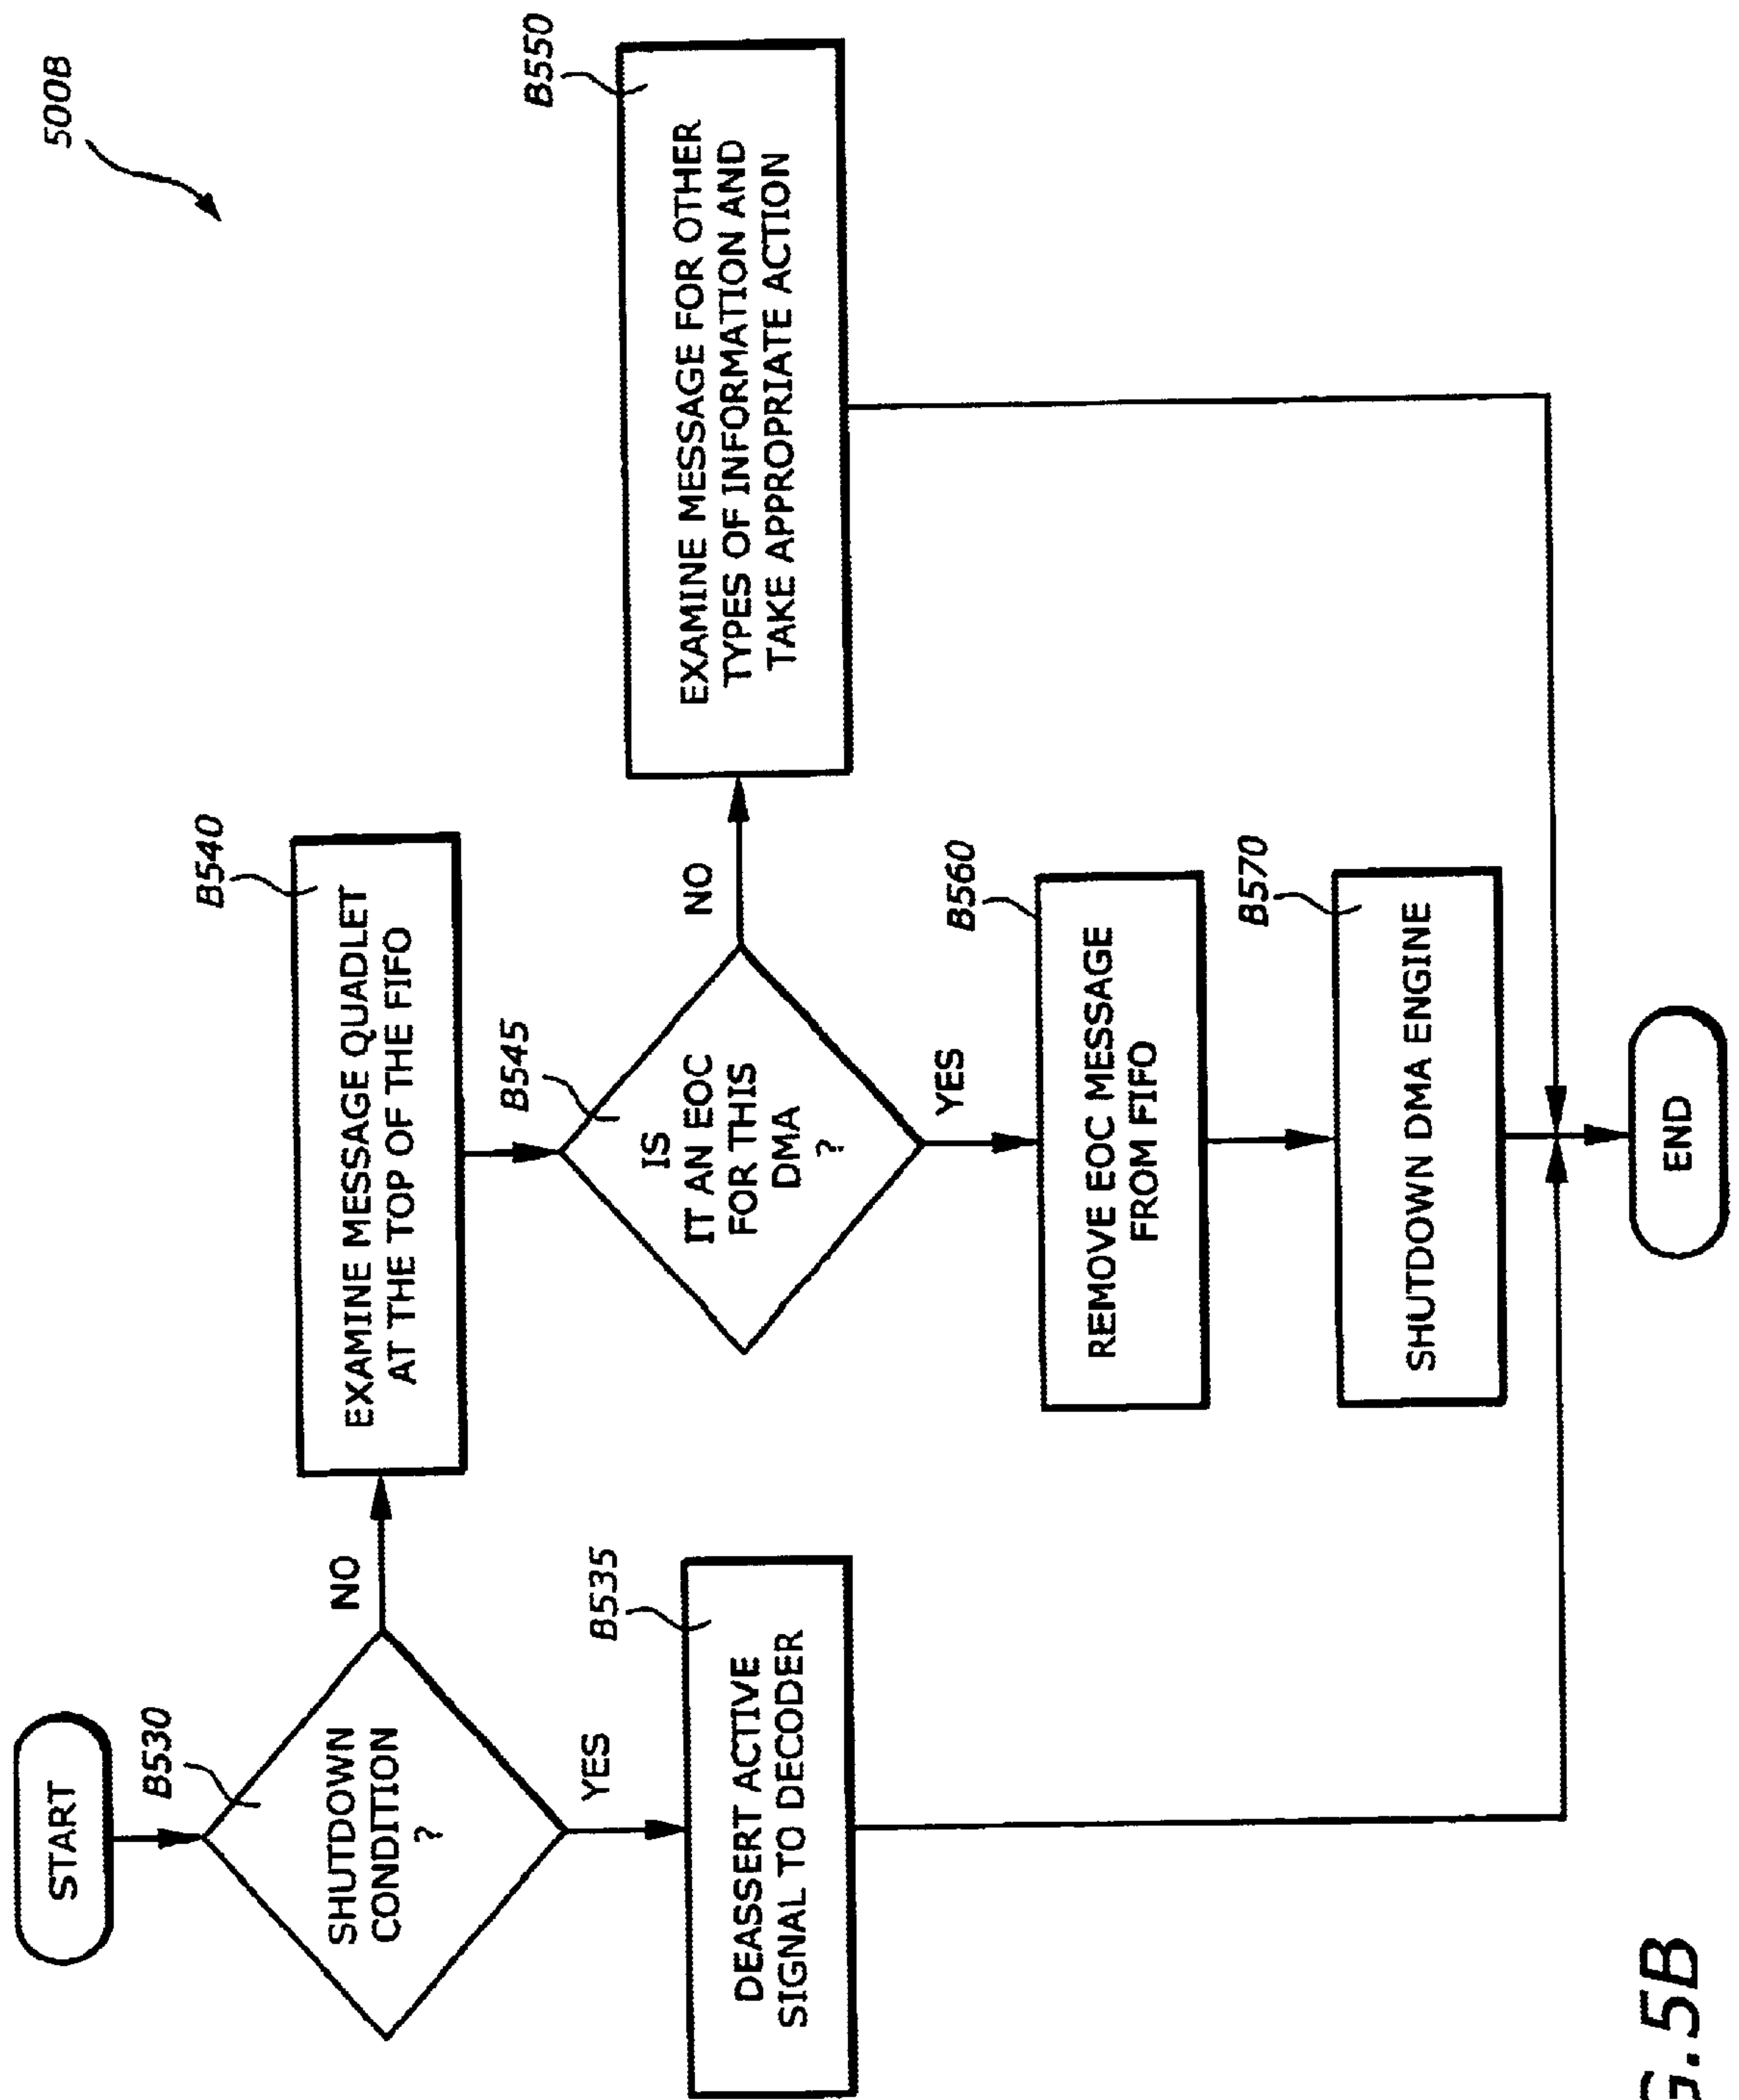 500B
START
B530
SHUTDOWN
CONDITION
?
NO
YES
B535
DEASSERT ACTIVE
SIGNAL TO DECODER
B540
EXAMINE MESSAGE QUADLET
AT THE TOP OF THE FIFO
B545
IS
IT AN EOC
FOR THIS
DMA
?
NO
YES
B550
EXAMINE MESSAGE FOR OTHER
TYPES OF INFORMATION AND
TAKE APPROPRIATE ACTION
B560
REMOVE EOC MESSAGE
FROM FIFO
B570
SHUTDOWN DMA ENGINE
END
G.5B